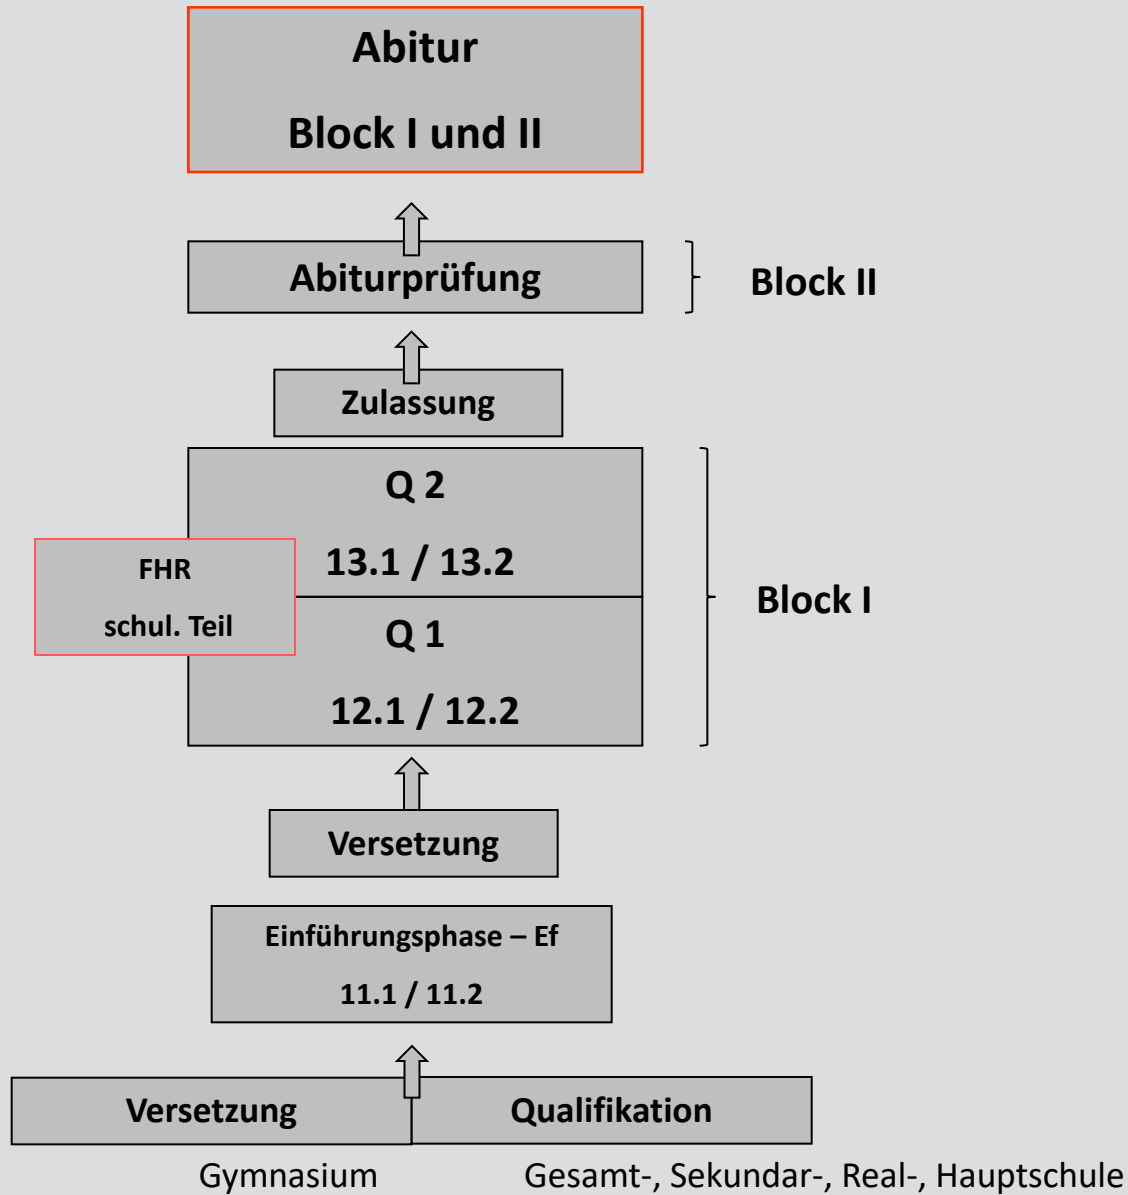 Abitur
Block I und II
Abiturprüfung
Block II
Zulassung
Q 2
13.1 / 13.2
FHR
schul. Teil
Block I
Q 1
12.1 / 12.2
Versetzung
Einführungsphase – Ef
11.1 / 11.2
Versetzung
Qualifikation
Gymnasium
Gesamt-, Sekundar-, Real-, Hauptschule